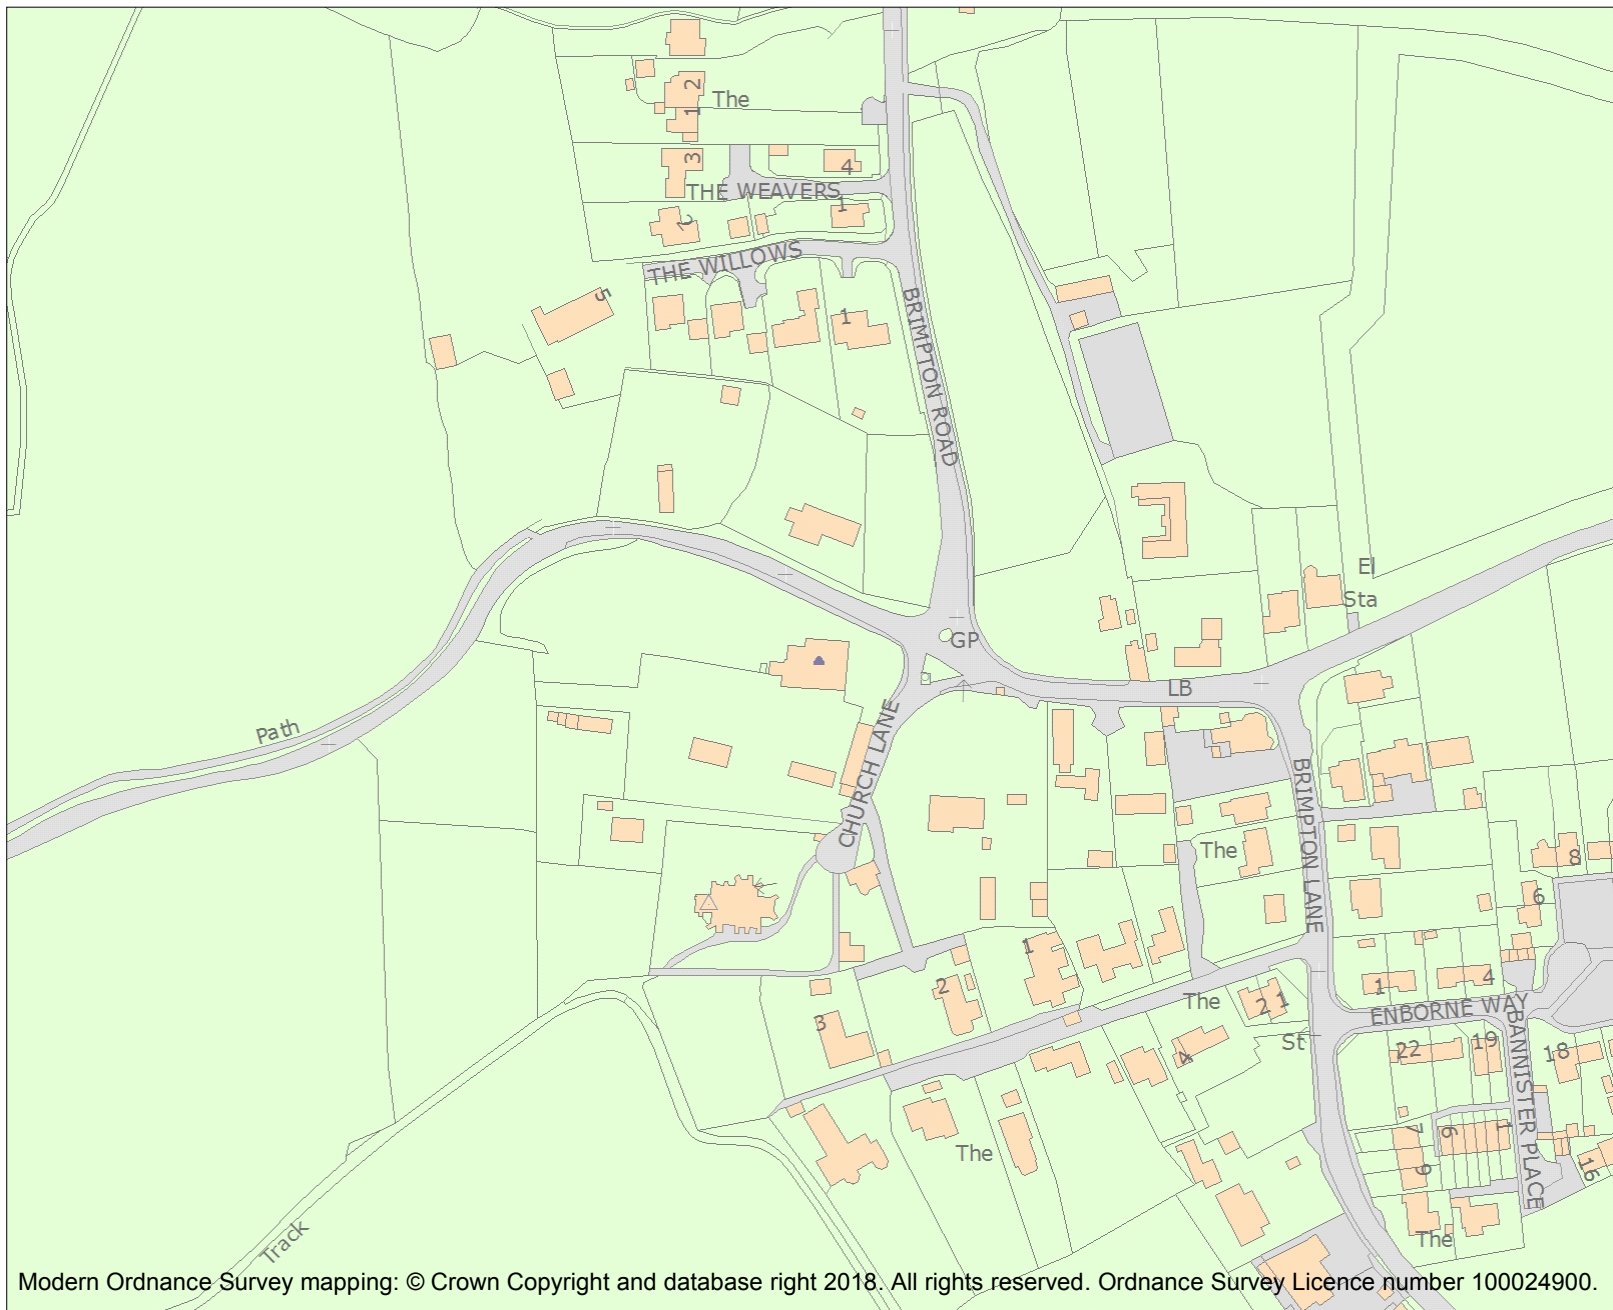 2
The
1
3
4
THE WEAVERS
1
2
THE WILLOWS
5
1
BRIMPTON ROAD
El
Sta
GP
LB
Path
CHURCH LANE
BRIMPTON LANE
The
8
6
1
2
The
2 1
1
4
ENBORNE WAY
3
St
22
19
18
4
BANNISTER PLACE
The
7
6
1
9
16
The
Track
Modern Ordnance Survey mapping: © Crown Copyright and database right 2018. All rights reserved. Ordnance Survey Licence number 100024900.